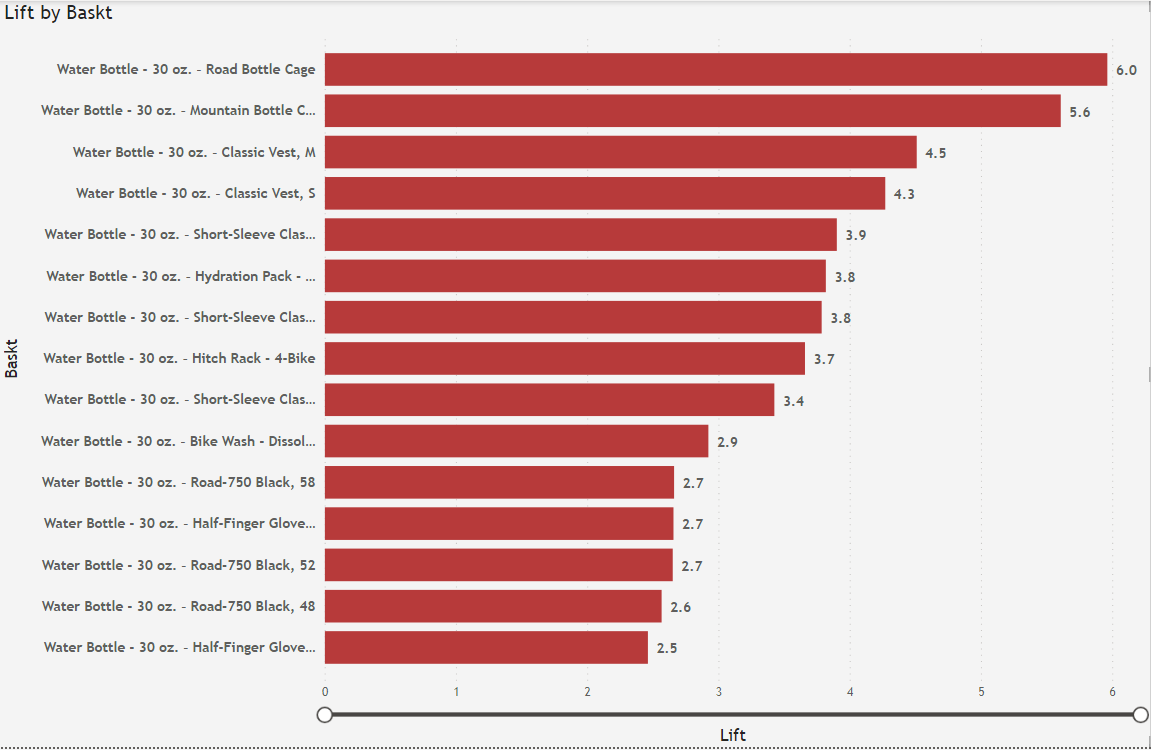 Lift by Baskt
Water Bottle - 30 oz. - Road Bottle Cage
6.0
Water Bottle - 30 oz. - Mountain Bottle C...
5.6
Water Bottle - 30 oz. - Classic Vest, M
4.5
Water Bottle - 30 oz. - Classic Vest, S
4.3
Water Bottle - 30 oz. - Short-Sleeve Clas...
3.9
Water Bottle - 30 oz. - Hydration Pack - ...
3.8
Water Bottle - 30 oz. - Short-Sleeve Clas...
3.8
Water Bottle - 30 oz. - Hitch Rack - 4-Bike
3.7
Water Bottle - 30 oz. - Short-Sleeve Clas...
3.4
Water Bottle - 30 oz. - Bike Wash - Dissol...
2.9
Water Bottle - 30 oz. - Road-750 Black, 58
2.7
Water Bottle - 30 oz. - Half-Finger Glove...
2.7
Water Bottle - 30 oz. - Road-750 Black, 52
2.7
Water Bottle - 30 oz. - Road-750 Black, 48
2.6
Water Bottle - 30 oz. - Half-Finger Glove...
2.5
Baskt
0 1 2 3 4 5 6
Lift